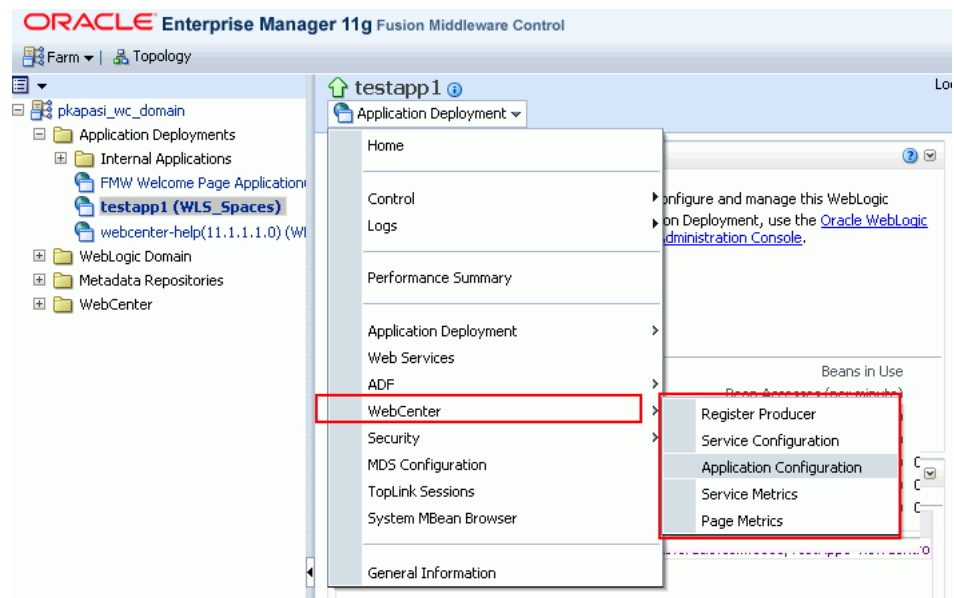 ORACLE Enterprise Manager 11g Fusion Middleware Control
Farm Topology
pkapasi_wc_domain
Application Deployments
Internal Applications
FMW Welcome Page Application
testapp1 (WLS_Spaces)
webcenter-help(11.1.1.1.0)
WebLogic Domain
Metadata Repositories
WebCenter
testapp1
Application Deployment
Home
Control
Logs
Performance Summary
Application Deployment
Web Services
ADF
WebCenter
Security
MDS Configuration
TopLink Sessions
System MBean Browser
General Information
and manage this WebLogic
Deployment, use the Oracle WebLogic
Administration Console.
Beans in Use
Register Producer
Service Configuration
Application Configuration
Service Metrics
Page Metrics